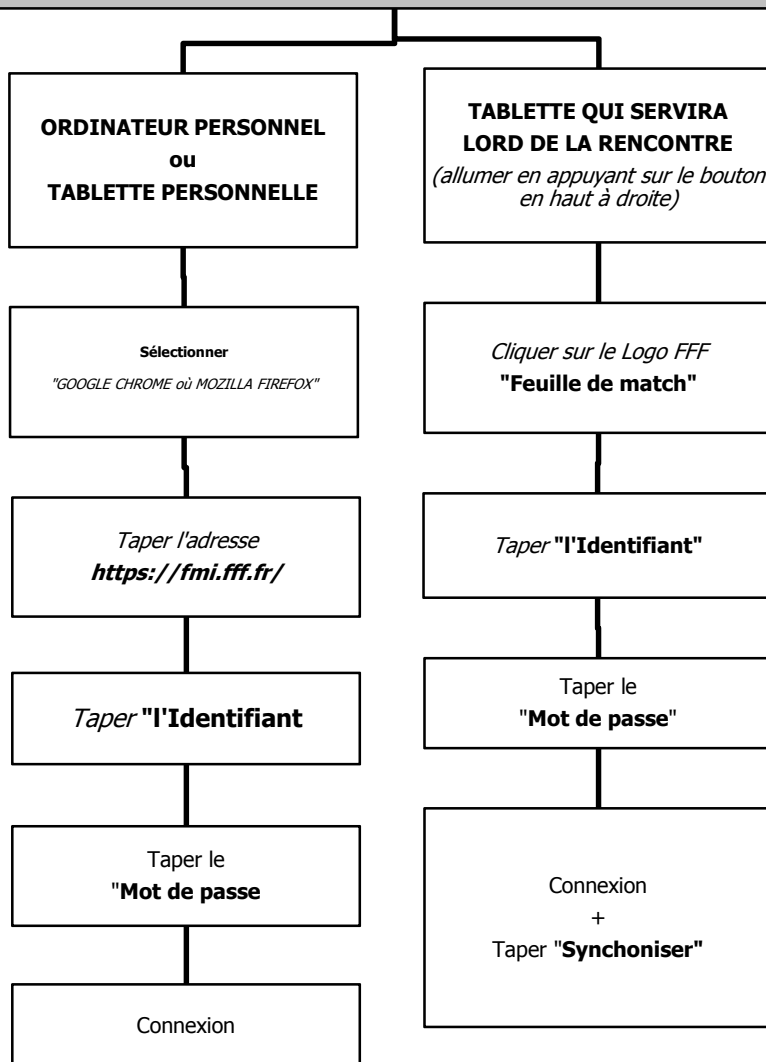 ORDINATEUR PERSONNEL
ou
TABLETTE PERSONNELLE
Sélectionner
"GOOGLE CHROME où MOZILLA FIREFOX"
Taper l'adresse
https://fmi.fff.fr/
Taper "l'Identifiant
Taper le
"Mot de passe
Connexion
TABLETTE QUI SERVIRA
LORD DE LA RENCONTRE
(allumer en appuyant sur le bouton
en haut à droite)
Cliquer sur le Logo FFF
"Feuille de match"
Taper "l'Identifiant"
Taper le
"Mot de passe"
Connexion
+
Taper "Synchoniser"